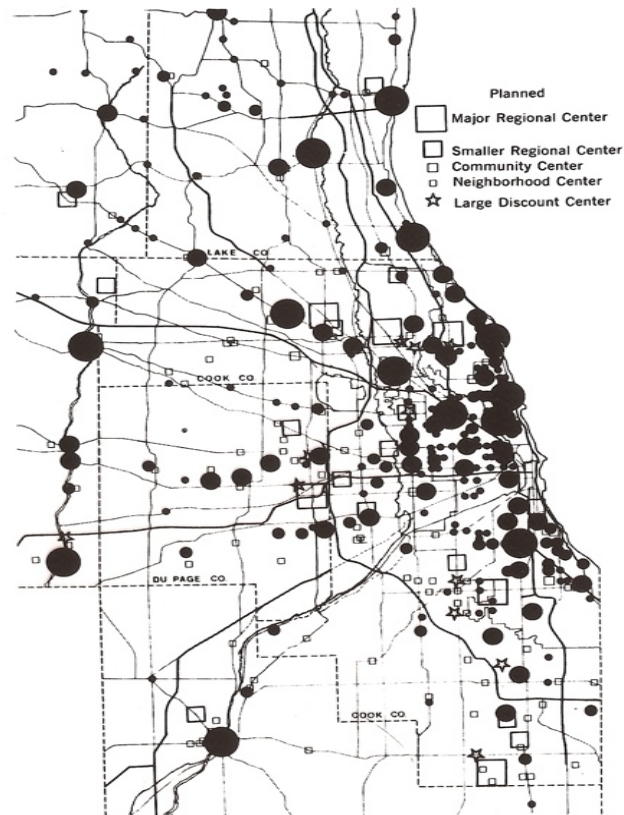 Planned
Major Regional Center
Smaller Regional Center
Community Center
Neighborhood Center
Large Discount Center
LAKE CO.
COOK CO.
DU PAGE CO.
COOK CO.